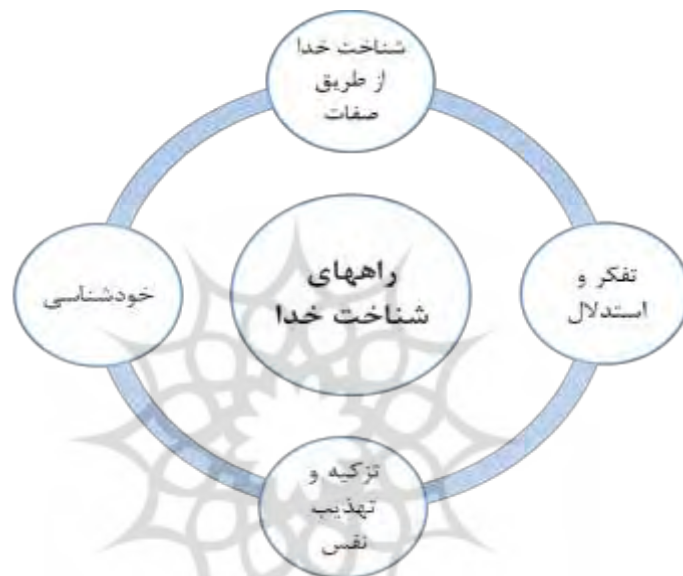 شناخت خدا
از طریق
صفات
تفکر و
استدلال
راههای
شناخت خدا
خودشناسی
تزکیه و
تهذیب
نفس